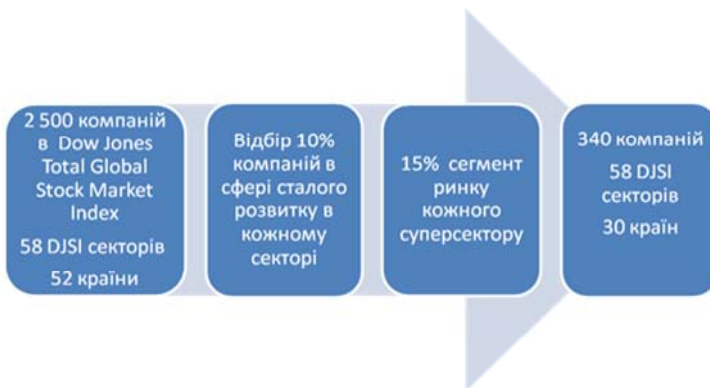 2 500 компаній
в Dow Jones
Total Global
Stock Market
Index
58 DJSI секторів
52 країни
Відбір 10%
компаній в
сфері сталого
розвитку в
кожному
секторі
15% сегмент
ринку
кожного
суперсектору
340 компаній
58 DJSI
секторів
30 країн